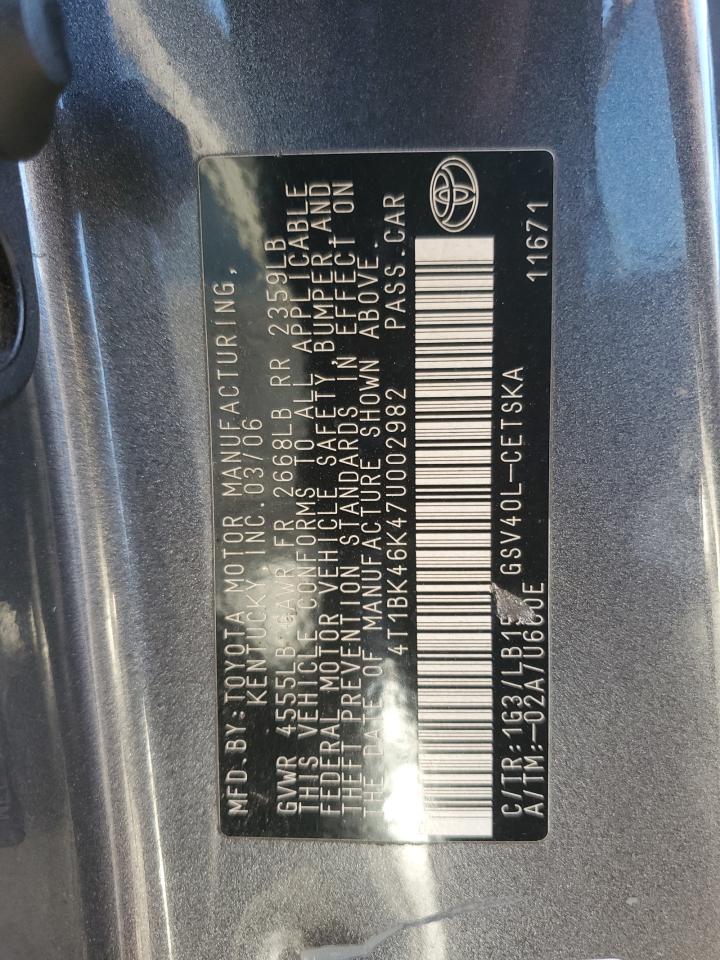 MFD.BY:TOYOTA MOTOR MANUFACTURING,
KENTUCKY, INC.03/06
GVWR 4555LB GAWR FR 2668LB RR 2359LB
THIS VEHICLE CONFORMS TO ALL APPLICABLE
FEDERAL MOTOR VEHICLE SAFETY, BUMPER,AND
THEFT PREVENTION STANDARDS IN EFFECT ON
THE DATE OF MANUFACTURE SHOWN ABOVE.
4T1BK46K47U002982 PASS.CAR
C/TR:1G3/LB15 GSV40L-CETSKA
A/TM:-02A/U660E 11671